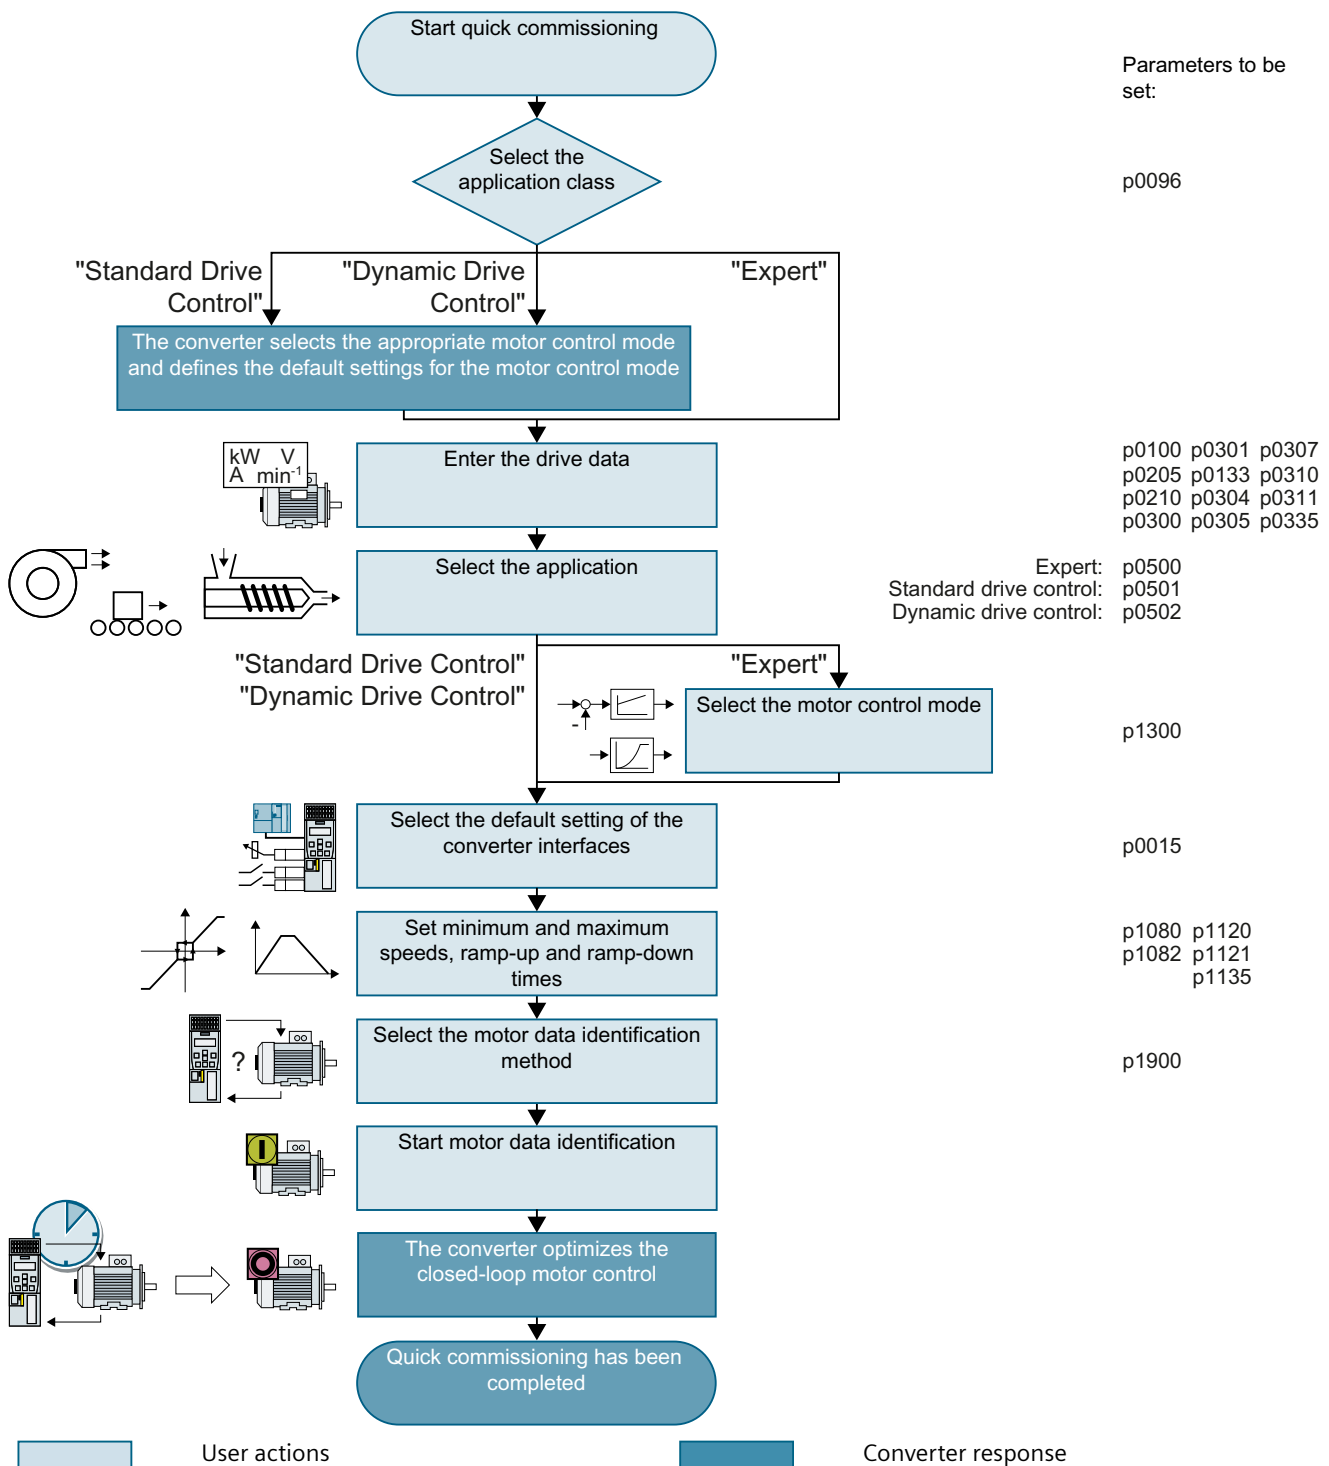 Start quick commissioning
Parameters to be
set:
Select the
application class
p0096
"Standard Drive
Control"
"Dynamic Drive
Control"
"Expert"
The converter selects the appropriate motor control mode
and defines the default settings for the motor control mode
kW V
A min-1
Enter the drive data
p0100 p0301 p0307
p0205 p0133 p0310
p0210 p0304 p0311
p0300 p0305 p0335
Select the application
Expert: p0500
Standard drive control: p0501
Dynamic drive control: p0502
"Standard Drive Control"
"Dynamic Drive Control"
"Expert"
-
Select the motor control mode
p1300
Select the default setting of the
converter interfaces
p0015
Set minimum and maximum
speeds, ramp-up and ramp-down
times
p1080 p1120
p1082 p1121
p1135
?
Select the motor data identification
method
p1900
Start motor data identification
The converter optimizes the
closed-loop motor control
Quick commissioning has been
completed
User actions
Converter response